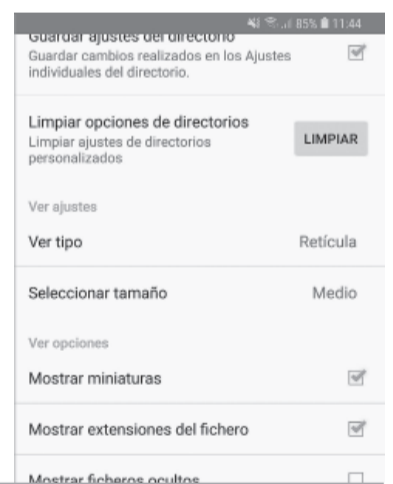 85% 11:44
Guardar ajustes del directorio
Guardar cambios realizados en los Ajustes
individuales del directorio.
Limpiar opciones de directorios
Limpiar ajustes de directorios
personalizados
LIMPIAR
Ver ajustes
Ver tipo Retícula
Seleccionar tamaño Medio
Ver opciones
Mostrar miniaturas
Mostrar extensiones del fichero
Mostrar ficheros ocultos